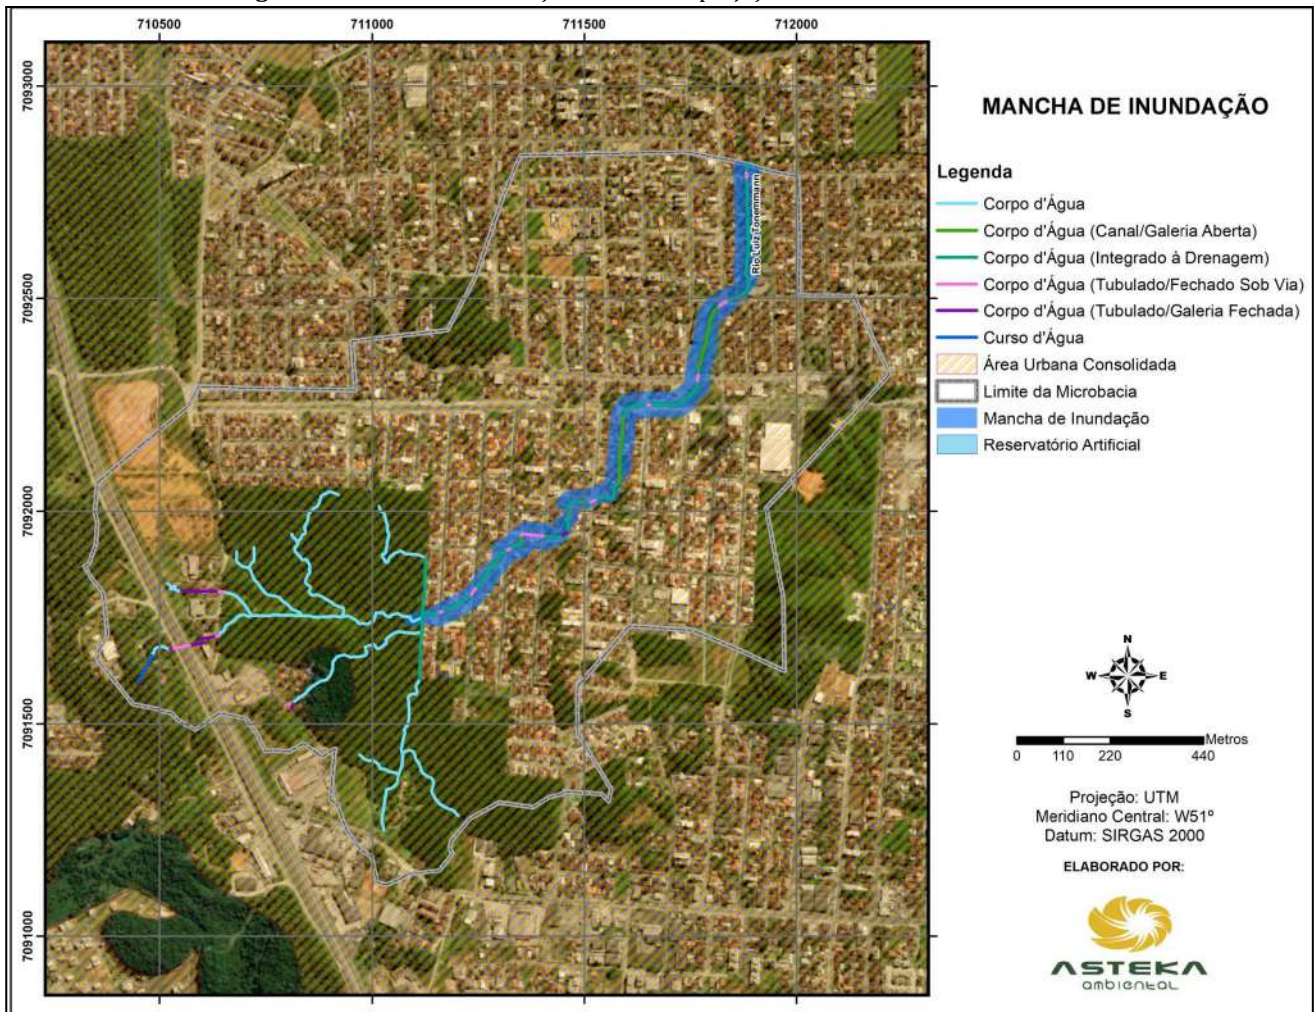 710500 711000 711500 712000
7093000
7092500
7092000
7091500
7091000
Rio Luiz Tonemmann
MANCHA DE INUNDAÇÃO
Legenda
Corpo d'Água
Corpo d'Água (Canal/Galeria Aberta)
Corpo d'Água (Integrado à Drenagem)
Corpo d'Água (Tubulado/Fechado Sob Via)
Corpo d'Água (Tubulado/Galeria Fechada)
Curso d'Água
Área Urbana Consolidada
Limite da Microbacia
Mancha de Inundação
Reservatório Artificial
N
W E
S
Metros
0 110 220 440
Projeção: UTM
Meridiano Central: W51º
Datum: SIRGAS 2000
ELABORADO POR:
ASTEKA
ambiental